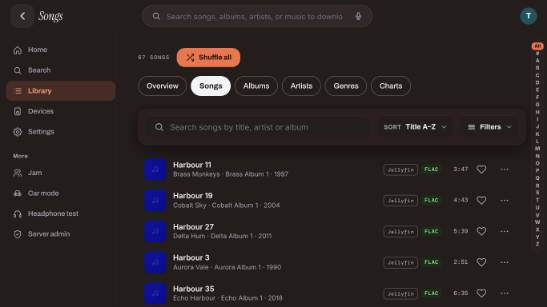 Songs
Search songs, albums, artists, or music to downlo
T
Home
Search
Library
Devices
Settings
More
Jam
Car mode
Headphone test
Server admin
67 SONGS
Shuffle all
Overview
Songs
Albums
Artists
Genres
Charts
Search songs by title, artist or album
SORT Title A-Z
Filters
Harbour 11
Brass Monkeys · Brass Album 1 · 1997
Jellyfin FLAC 3:47
Harbour 19
Cobalt Sky · Cobalt Album 1 · 2004
Jellyfin FLAC 4:43
Harbour 27
Delta Hum · Delta Album 1 · 2011
Jellyfin FLAC 5:39
Harbour 3
Aurora Vale · Aurora Album 1 · 1990
Jellyfin FLAC 2:51
Harbour 35
Echo Harbour · Echo Album 1 · 2018
Jellyfin FLAC 6:35
All
#
A
B
C
D
E
F
G
H
I
J
K
L
M
N
O
P
Q
R
S
T
U
V
W
X
Y
Z